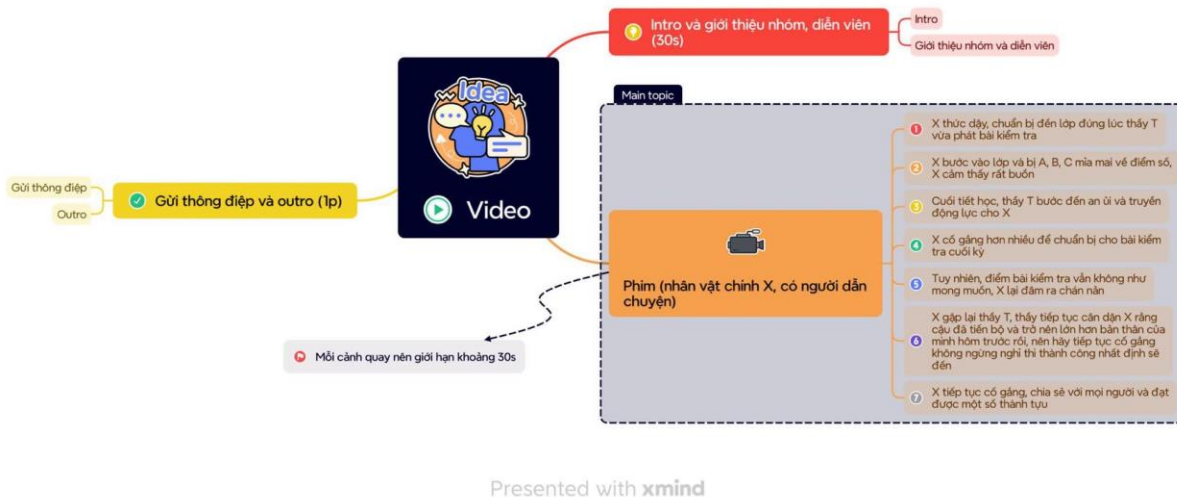 Idea
Video
Intro và giới thiệu nhóm, diễn viên
(30s)
Intro
Giới thiệu nhóm và diễn viên
Main topic
Phim (nhân vật chính X, có người dẫn
chuyện)
1
X thức dậy, chuẩn bị đến lớp đúng lúc thầy T
vừa phát bài kiểm tra
2
X bước vào lớp và bị A, B, C mỉa mai về điểm số,
X cảm thấy rất buồn
3
Cuối tiết học, thầy T bước đến an ủi và truyền
động lực cho X
4
X cố gắng hơn nhiều để chuẩn bị cho bài kiểm
tra cuối kỳ
5
Tuy nhiên, điểm bài kiểm tra vẫn không như
mong muốn, X lại đâm ra chán nản
6
X gặp lại thầy T, thầy tiếp tục căn dặn X rằng
cậu đã tiến bộ và trở nên lớn hơn bản thân của
mình hôm trước rồi, nên hãy tiếp tục cố gắng
không ngừng nghỉ thì thành công nhất định sẽ
đến
7
X tiếp tục cố gắng, chia sẻ với mọi người và đạt
được một số thành tựu
Mỗi cảnh quay nên giới hạn khoảng 30s
Gửi thông điệp và outro (1p)
Gửi thông điệp
Outro
Presented with xmind